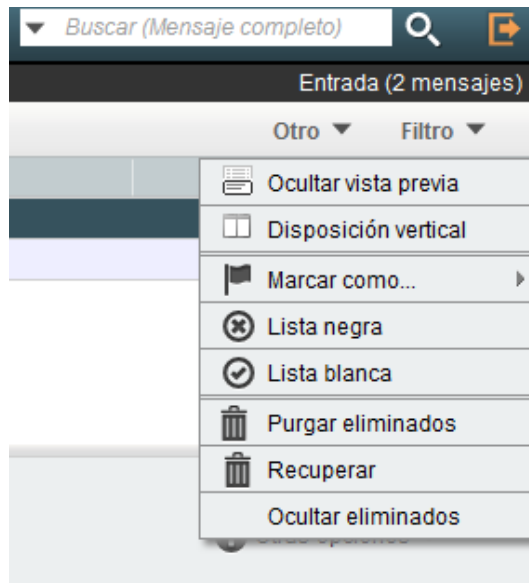 Buscar (Mensaje completo)
Entrada (2 mensajes)
Otro Filtro
Ocultar vista previa
Disposición vertical
Marcar como...
Lista negra
Lista blanca
Purgar eliminados
Recuperar
Ocultar eliminados